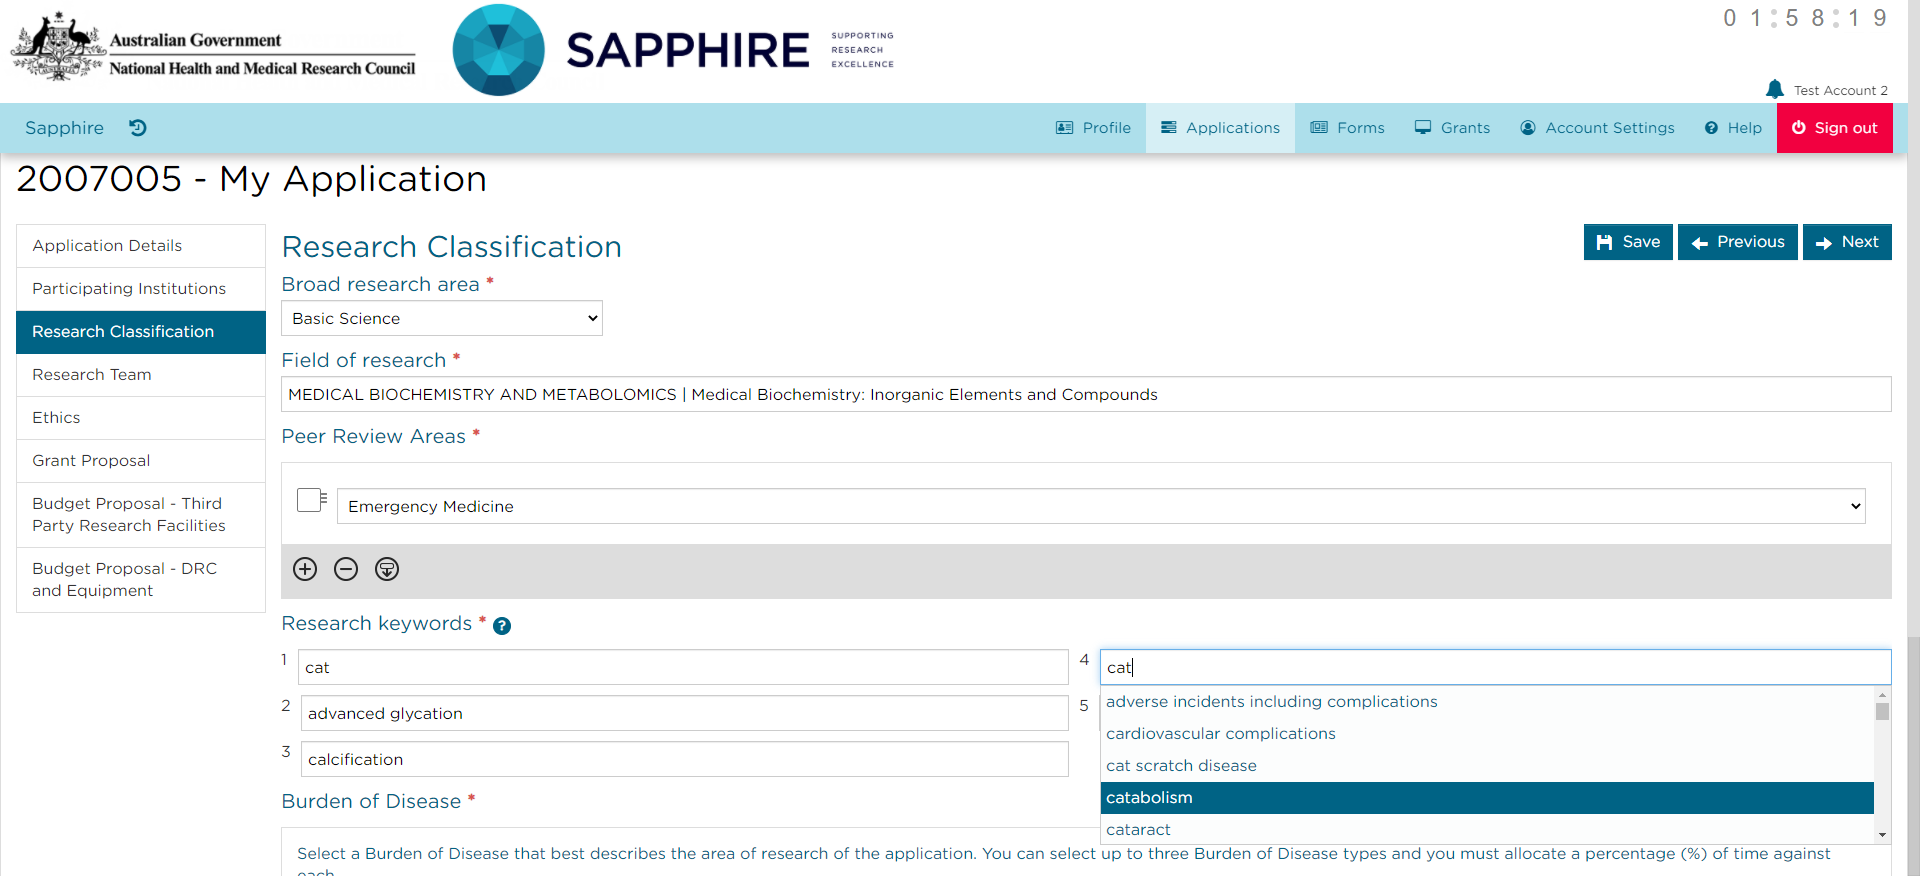 Australian Government
National Health and Medical Research Council
SAPPHIRE
SUPPORTING
RESEARCH
EXCELLENCE
01:58:19
Test Account 2
Sapphire
Profile
Applications
Forms
Grants
Account Settings
Help
Sign out
2007005 - My Application
Application Details
Participating Institutions
Research Classification
Research Team
Ethics
Grant Proposal
Budget Proposal - Third
Party Research Facilities
Budget Proposal - DRC
and Equipment
Research Classification
Save
Previous
Next
Broad research area *
Basic Science
Field of research *
MEDICAL BIOCHEMISTRY AND METABOLOMICS | Medical Biochemistry: Inorganic Elements and Compounds
Peer Review Areas *
Emergency Medicine
Research keywords * ?
1 cat
2 advanced glycation
3 calcification
4 cat
5
adverse incidents including complications
cardiovascular complications
cat scratch disease
catabolism
cataract
Burden of Disease *
Select a Burden of Disease that best describes the area of research of the application. You can select up to three Burden of Disease types and you must allocate a percentage (%) of time against
each